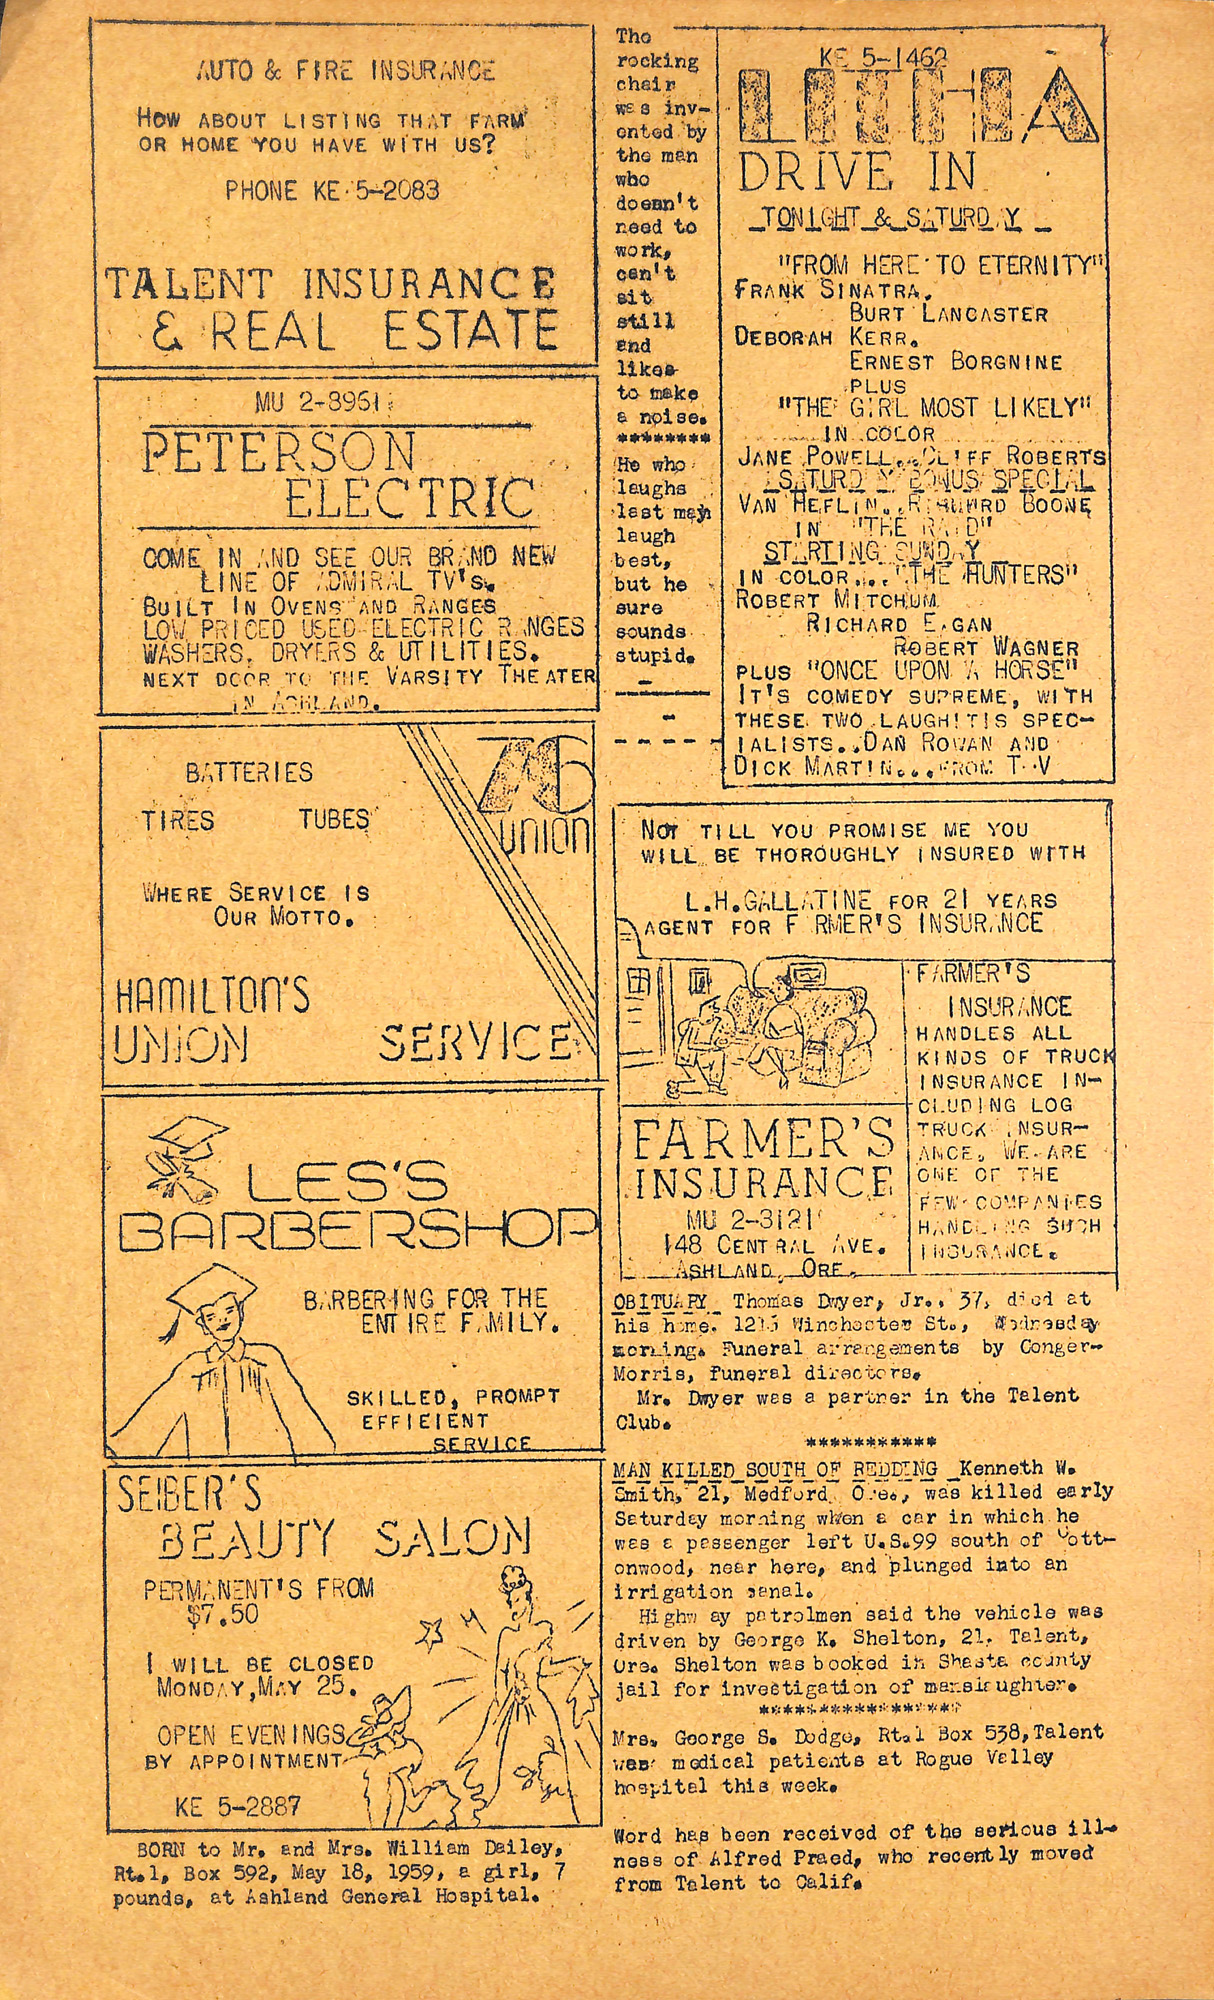 AUTO & FIRE INSURANCE
HOW ABOUT LISTING THAT FARM
OR HOME YOU HAVE WITH US?
PHONE KE 5-2083
TALENT INSURANCE
& REAL ESTATE
MU 2-8961
PETERSON
ELECTRIC
COME IN AND SEE OUR BRAND NEW
LINE OF ADMIRAL TV's.
BUILT IN OVENS AND RANGES
LOW PRICED USED ELECTRIC RANGES
WASHERS, DRYERS & UTILITIES.
NEXT DOOR TO THE VARSITY THEATER
IN ASHLAND.
76
UNION
BATTERIES
TIRES TUBES
WHERE SERVICE IS
OUR MOTTO.
HAMILTON'S
UNION SERVICE
LES'S
BARBERSHOP
BARBERING FOR THE
ENTIRE FAMILY.
SKILLED, PROMPT
EFFIEIENT
SERVICE
SEIBER'S
BEAUTY SALON
PERMANENT'S FROM
$7.50
I WILL BE CLOSED
MONDAY, MAY 25.
OPEN EVENINGS
BY APPOINTMENT
KE 5-2887
BORN to Mr. and Mrs. William Dailey,
Rt.1, Box 592, May 18, 1959, a girl, 7
pounds, at Ashland General Hospital.
The
rocking
chair
was inv-
ented by
the man
who
doesn't
need to
work,
can't
sit
still
and
likes
to make
a noise.
********
He who
laughs
last may
laugh
best,
but he
sure
sounds
stupid.
KE 5-1462
LITHIA
DRIVE IN
TONIGHT & SATURDAY
"FROM HERE TO ETERNITY"
FRANK SINATRA,
BURT LANCASTER
DEBORAH KERR.
ERNEST BORGNINE
PLUS
"THE GIRL MOST LIKELY"
IN COLOR
JANE POWELL...CLIFF ROBERTS
SATURDAY BONUS SPECIAL
VAN HEFLIN..RICHARD BOONE
IN "THE RAID"
STARTING SUNDAY
IN COLOR..."THE HUNTERS"
ROBERT MITCHUM
RICHARD EAGAN
ROBERT WAGNER
PLUS "ONCE UPON A HORSE"
IT'S COMEDY SUPREME, WITH
THESE TWO LAUGHITIS SPEC-
IALISTS..DAN ROWAN AND
DICK MARTIN...FROM T-V
NOT TILL YOU PROMISE ME YOU
WILL BE THOROUGHLY INSURED WITH
L.H.GALLATINE FOR 21 YEARS
AGENT FOR FARMER'S INSURANCE
FARMER'S
INSURANCE
MU 2-3121
148 CENTRAL AVE.
ASHLAND, ORE.
FARMER'S
INSURANCE
HANDLES ALL
KINDS OF TRUCK
INSURANCE IN-
CLUDING LOG
TRUCK INSUR-
ANCE, WE ARE
ONE OF THE
FEW COMPANIES
HANDLING SUCH
INSURANCE.
OBITUARY Thomas Dwyer, Jr., 37, died at
his home. Winchester St., Wednesday
morning. Funeral arrangements by Conger-
Morris, funeral directors.
Mr. Dwyer was a partner in the Talent
Club.
***********
MAN KILLED SOUTH OF REDDING Kenneth W.
Smith, 21, Medford Ore., was killed early
Saturday morning when a car in which he
was a passenger left U.S.99 south of Cott-
onwood, near here, and plunged into an
irrigation canal.
Highw ay patrolmen said the vehicle was
driven by George K. Shelton, 21, Talent,
Ore. Shelton was booked in Shasta county
jail for investigation of manslaughter.
*****************
Mrs. George S. Dodge, Rt.1 Box 538, Talent
was medical patients at Rogue Valley
hospital this week.
Word has been received of the serious ill-
ness of Alfred Praed, who recently moved
from Talent to Calif.